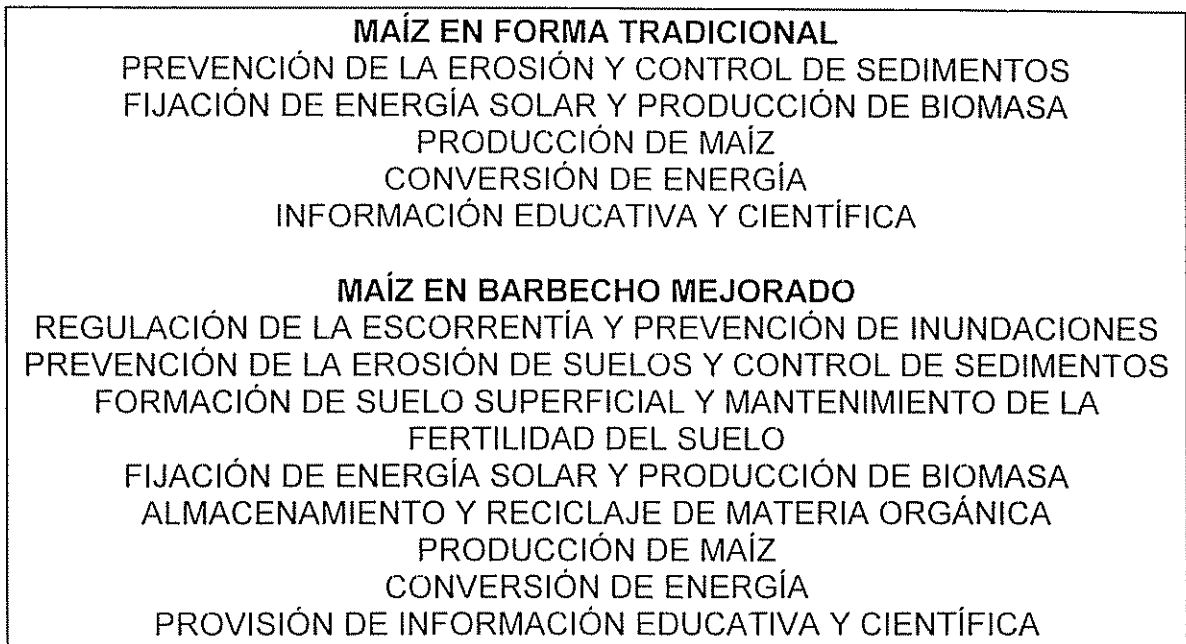 MAÍZ EN FORMA TRADICIONAL
PREVENCIÓN DE LA EROSIÓN Y CONTROL DE SEDIMENTOS
FIJACIÓN DE ENERGÍA SOLAR Y PRODUCCIÓN DE BIOMASA
PRODUCCIÓN DE MAÍZ
CONVERSIÓN DE ENERGÍA
INFORMACIÓN EDUCATIVA Y CIENTÍFICA
MAÍZ EN BARBECHO MEJORADO
REGULACIÓN DE LA ESCORRENTÍA Y PREVENCIÓN DE INUNDACIONES
PREVENCIÓN DE LA EROSIÓN DE SUELOS Y CONTROL DE SEDIMENTOS
FORMACIÓN DE SUELO SUPERFICIAL Y MANTENIMIENTO DE LA
FERTILIDAD DEL SUELO
FIJACIÓN DE ENERGÍA SOLAR Y PRODUCCIÓN DE BIOMASA
ALMACENAMIENTO Y RECICLAJE DE MATERIA ORGÁNICA
PRODUCCIÓN DE MAÍZ
CONVERSIÓN DE ENERGÍA
PROVISIÓN DE INFORMACIÓN EDUCATIVA Y CIENTÍFICA